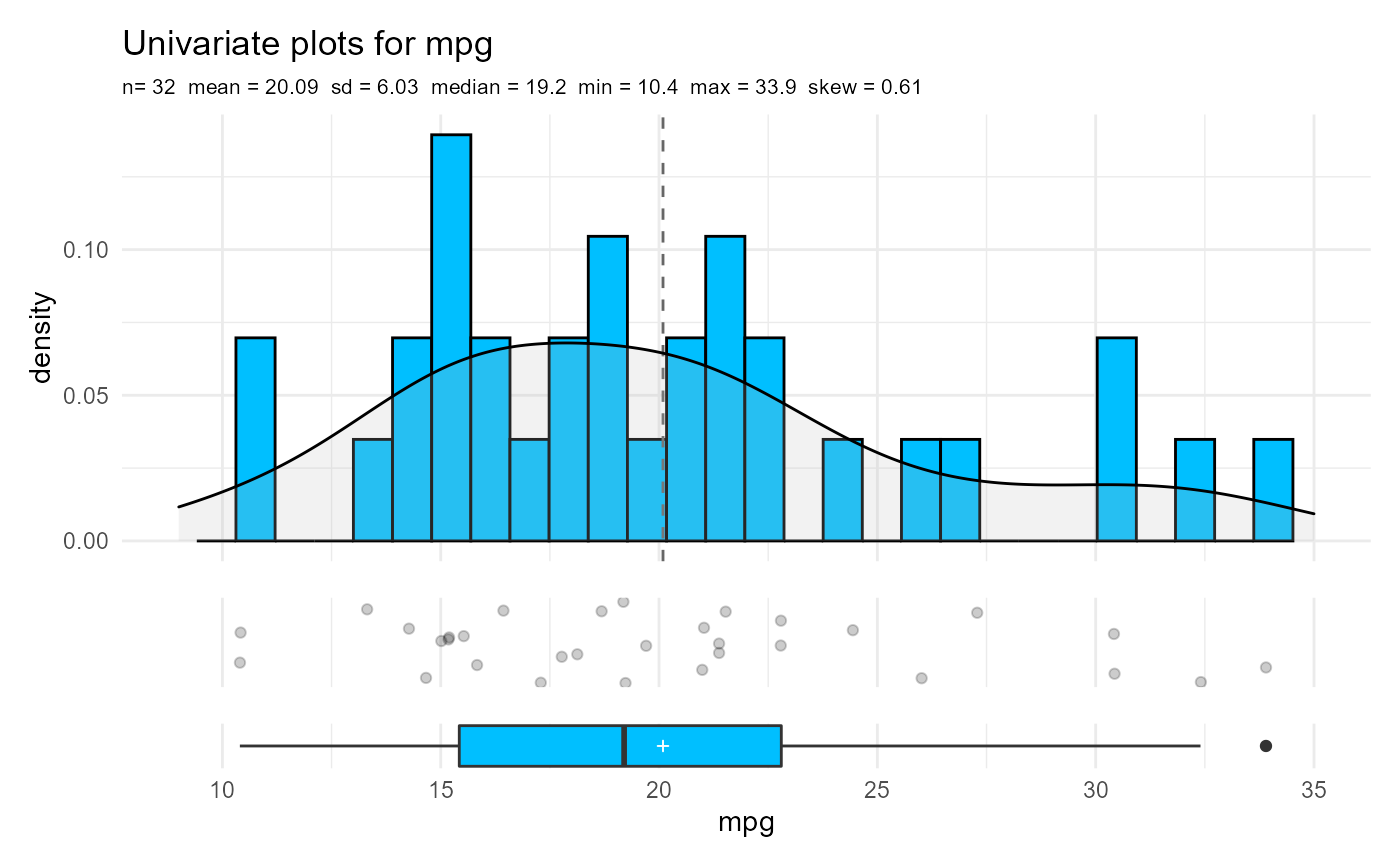 Univariate plots for mpg
n= 32 mean = 20.09 sd = 6.03 median = 19.2 min = 10.4 max = 33.9 skew = 0.61
density
0.10
0.05
0.00
10 15 20 25 30 35
mpg